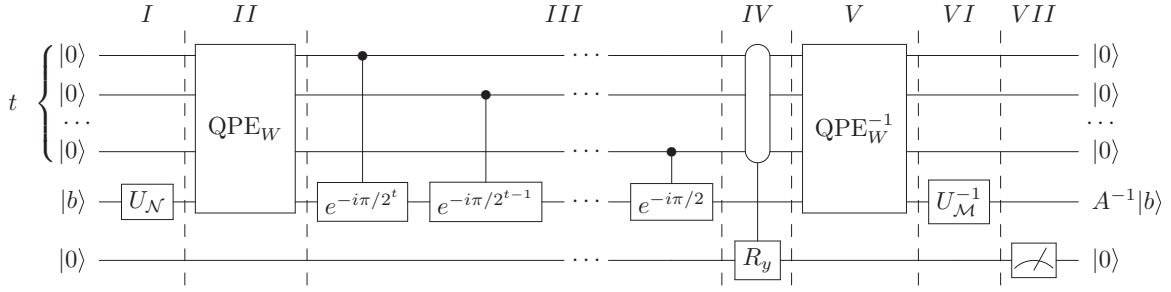 I II III IV V VI VII
|0⟩ ⋯ |0⟩
t |0⟩ ⋯ |0⟩
⋯ QPE_W QPE_W^{-1} ⋯
|0⟩ ⋯ |0⟩
|b⟩ U_𝒩 e^{-iπ/2^t} e^{-iπ/2^{t-1}} ⋯ e^{-iπ/2} U_ℳ^{-1} A^{-1}|b⟩
|0⟩ ⋯ R_y |0⟩